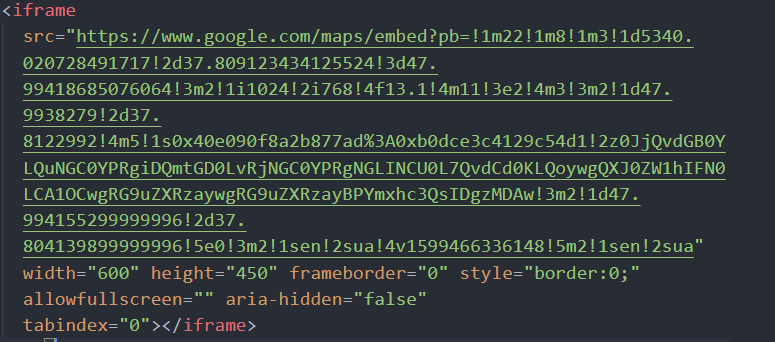 <iframe
src="https://www.google.com/maps/embed?pb=!1m22!1m8!1m3!1d5340.
020728491717!2d37.809123434125524!3d47.
99418685076064!3m2!1i1024!2i768!4f13.1!4m11!3e2!4m3!3m2!1d47.
9938279!2d37.
8122992!4m5!1s0x40e090f8a2b877ad%3A0xb0dce3c4129c54d1!2z0JjQvdGB0Y
LQuNGC0YPRgiDQmtGD0LvRjNGC0YPRgNGLINCU0L7QvdCd0KLQoywgQXJ0ZW1hIFN0
LCA1OCwgRG9uZXRzaywgRG9uZXRzayBPYmxhc3QsIDgzMDAw!3m2!1d47.
994155299999996!2d37.
804139899999996!5e0!3m2!1sen!2sua!4v1599466336148!5m2!1sen!2sua"
width="600" height="450" frameborder="0" style="border:0;"
allowfullscreen="" aria-hidden="false"
tabindex="0"></iframe>